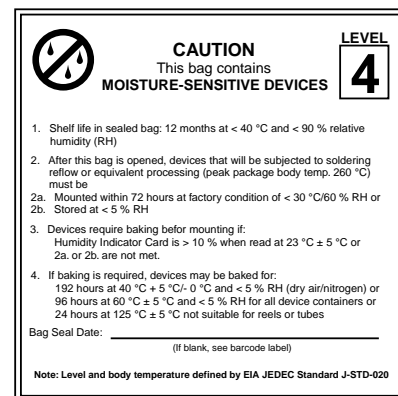 LEVEL
CAUTION
This bag contains
MOISTURE-SENSITIVE DEVICES
4
1. Shelf life in sealed bag: 12 months at < 40 °C and < 90 % relative
humidity (RH)
2. After this bag is opened, devices that will be subjected to soldering
reflow or equivalent processing (peak package body temp. 260 °C)
must be
2a. Mounted within 72 hours at factory condition of < 30 °C/60 % RH or
2b. Stored at < 5 % RH
3. Devices require baking befor mounting if:
Humidity Indicator Card is > 10 % when read at 23 °C ± 5 °C or
2a. or 2b. are not met.
4. If baking is required, devices may be baked for:
192 hours at 40 °C + 5 °C/- 0 °C and < 5 % RH (dry air/nitrogen) or
96 hours at 60 °C ± 5 °C and < 5 % RH for all device containers or
24 hours at 125 °C ± 5 °C not suitable for reels or tubes
Bag Seal Date:
(If blank, see barcode label)
Note: Level and body temperature defined by EIA JEDEC Standard J-STD-020